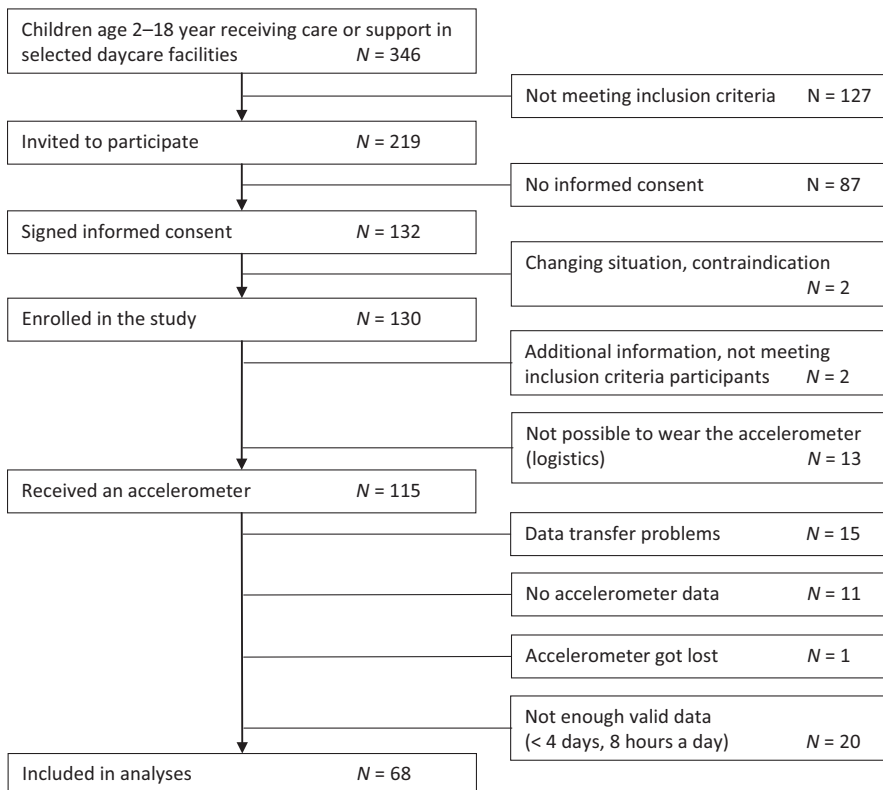 Children age 2–18 year receiving care or support in
selected daycare facilities N = 346
Not meeting inclusion criteria N = 127
Invited to participate N = 219
No informed consent N = 87
Signed informed consent N = 132
Changing situation, contraindication
N = 2
Enrolled in the study N = 130
Additional information, not meeting
inclusion criteria participants N = 2
Not possible to wear the accelerometer
(logistics) N = 13
Received an accelerometer N = 115
Data transfer problems N = 15
No accelerometer data N = 11
Accelerometer got lost N = 1
Not enough valid data
(< 4 days, 8 hours a day) N = 20
Included in analyses N = 68